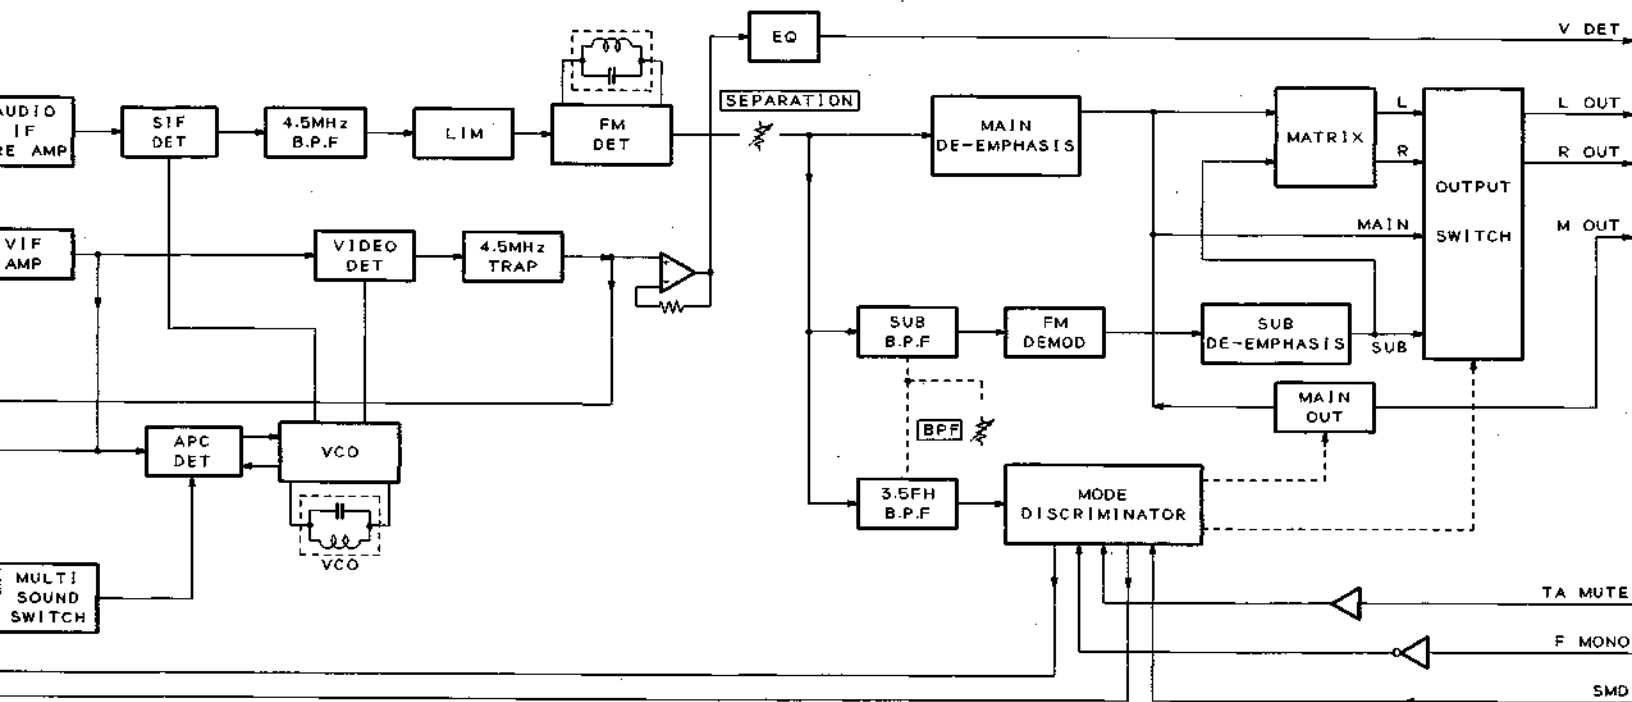 EQ
V DET
SEPARATION
AUDIO
IF
RE AMP
SIF
DET
4.5MHz
B.P.F
LIM
FM
DET
MAIN
DE-EMPHASIS
MATRIX
L
R
OUTPUT
SWITCH
L OUT
R OUT
M OUT
MAIN
VIF
AMP
VIDEO
DET
4.5MHz
TRAP
SUB
B.P.F
FM
DEMOD
SUB
DE-EMPHASIS
SUB
MAIN
OUT
BPF
APC
DET
VCO
VCO
3.5FH
B.P.F
MODE
DISCRIMINATOR
MULTI
SOUND
SWITCH
TA MUTE
F MONO
SMD